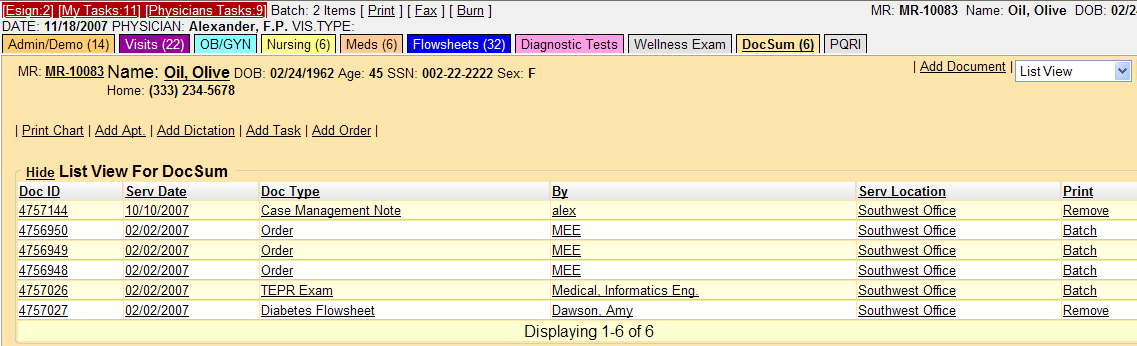 [Esign:2] [My Tasks:11] [Physicians Tasks:9] Batch: 2 Items [ Print ] [ Fax ] [ Burn ] MR: MR-10083 Name: Oil, Olive DOB: 02/2
DATE: 11/18/2007 PHYSICIAN: Alexander, F.P. VIS.TYPE:
Admin/Demo (14) Visits (22) OB/GYN Nursing (6) Meds (6) Flowsheets (32) Diagnostic Tests Wellness Exam DocSum (6) PQRI
MR: MR-10083 Name: Oil, Olive DOB: 02/24/1962 Age: 45 SSN: 002-22-2222 Sex: F | Add Document | List View
Home: (333) 234-5678
| Print Chart | Add Apt. | Add Dictation | Add Task | Add Order |
Hide List View For DocSum
Doc ID Serv Date Doc Type By Serv Location Print
4757144 10/10/2007 Case Management Note alex Southwest Office Remove
4756950 02/02/2007 Order MEE Southwest Office Batch
4756949 02/02/2007 Order MEE Southwest Office Batch
4756948 02/02/2007 Order MEE Southwest Office Batch
4757026 02/02/2007 TEPR Exam Medical, Informatics Eng. Southwest Office Batch
4757027 02/02/2007 Diabetes Flowsheet Dawson, Amy Southwest Office Remove
Displaying 1-6 of 6